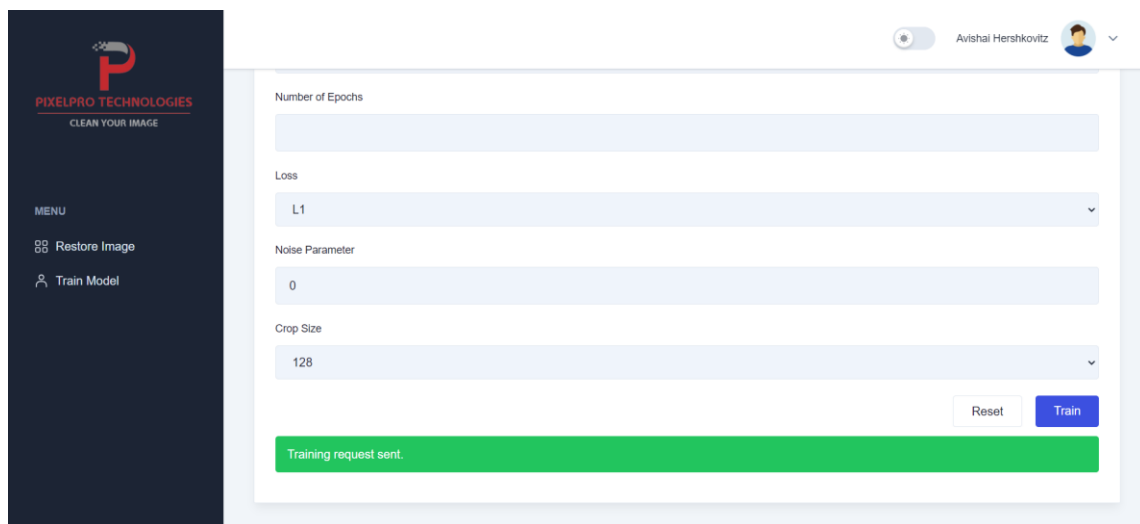 PIXELPRO TECHNOLOGIES
CLEAN YOUR IMAGE
MENU
Restore Image
Train Model
Avishai Hershkovitz
Number of Epochs
Loss
L1
Noise Parameter
0
Crop Size
128
Reset
Train
Training request sent.